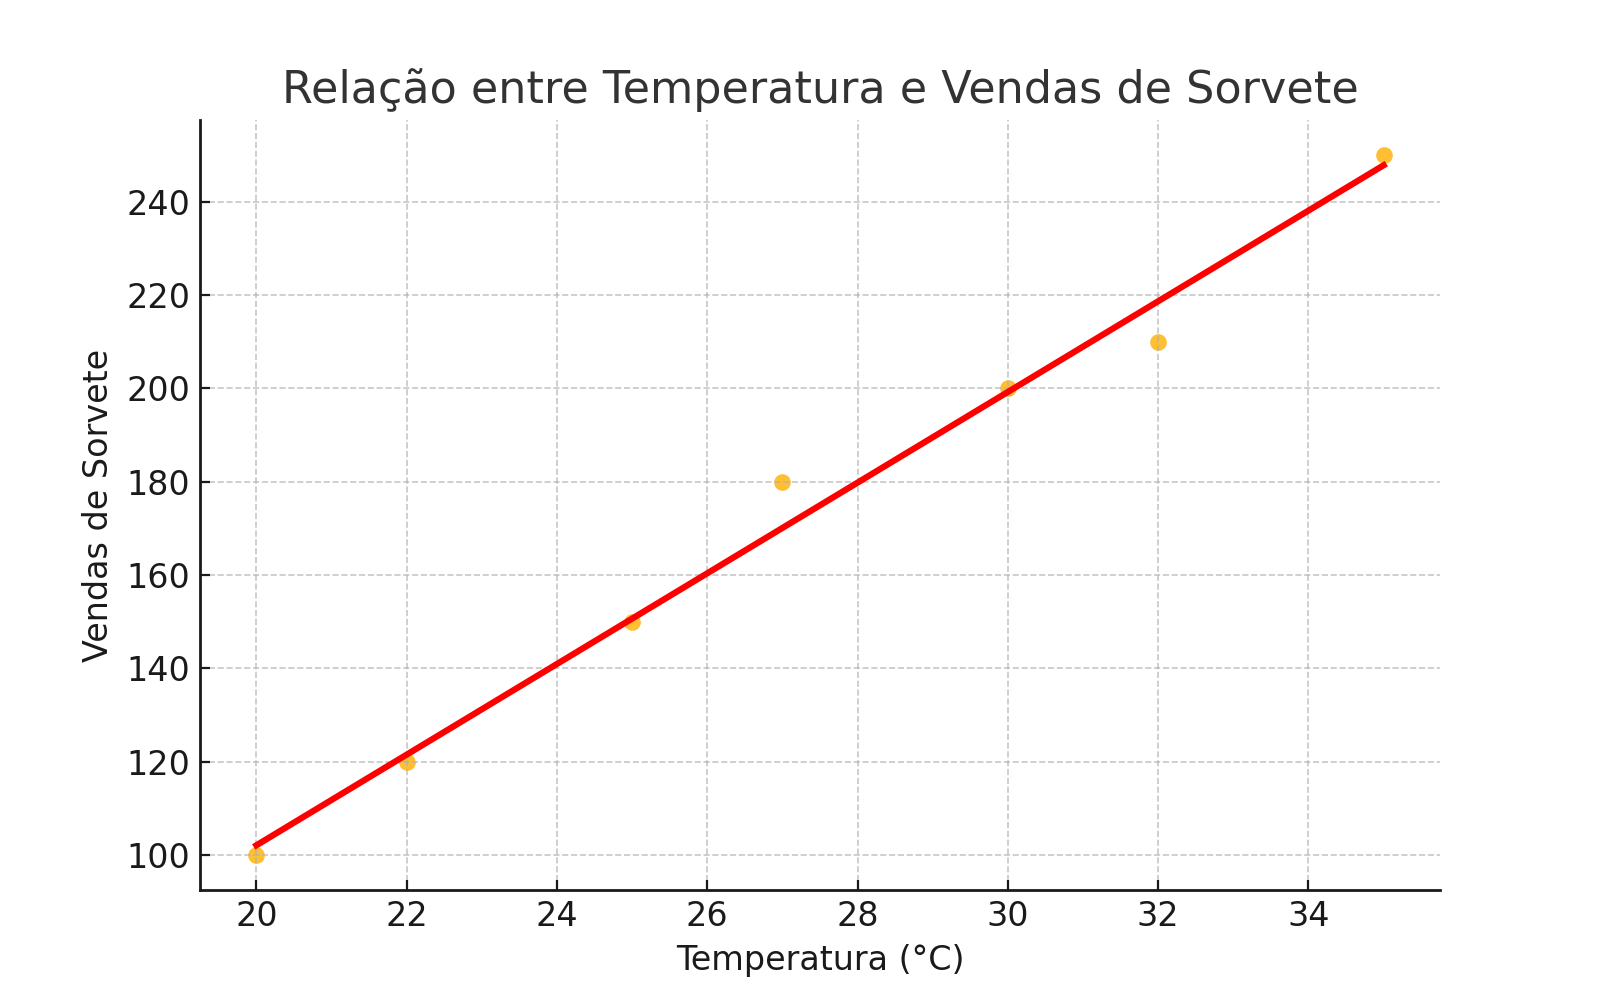 Relação entre Temperatura e Vendas de Sorvete
240
220
200
180
160
140
120
100
Vendas de Sorvete
20 22 24 26 28 30 32 34
Temperatura (°C)